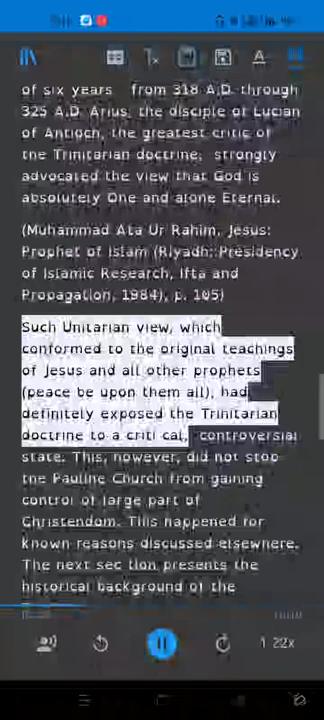 of six years from 318 A.D. through
325 A.D. Arius, the disciple of Lucian
of Antioch, the greatest critic of
the Trinitarian doctrine, strongly
advocated the view that God is
absolutely One and alone Eternal.
(Muhammad Ata Ur Rahim, Jesus:
Prophet of Islam (Riyadh: Presidency
of Islamic Research, Ifta and
Propagation, 1984), p. 105)
Such Unitarian view, which
conformed to the original teachings
of Jesus and all other prophets
(peace be upon them all), had
definitely exposed the Trinitarian
doctrine to a criti cal, controversial
state. This, however, did not stop
the Pauline Church from gaining
control of large part of
Christendom. This happened for
known reasons discussed elsewhere.
The next sec tion presents the
historical background of the
1.22x